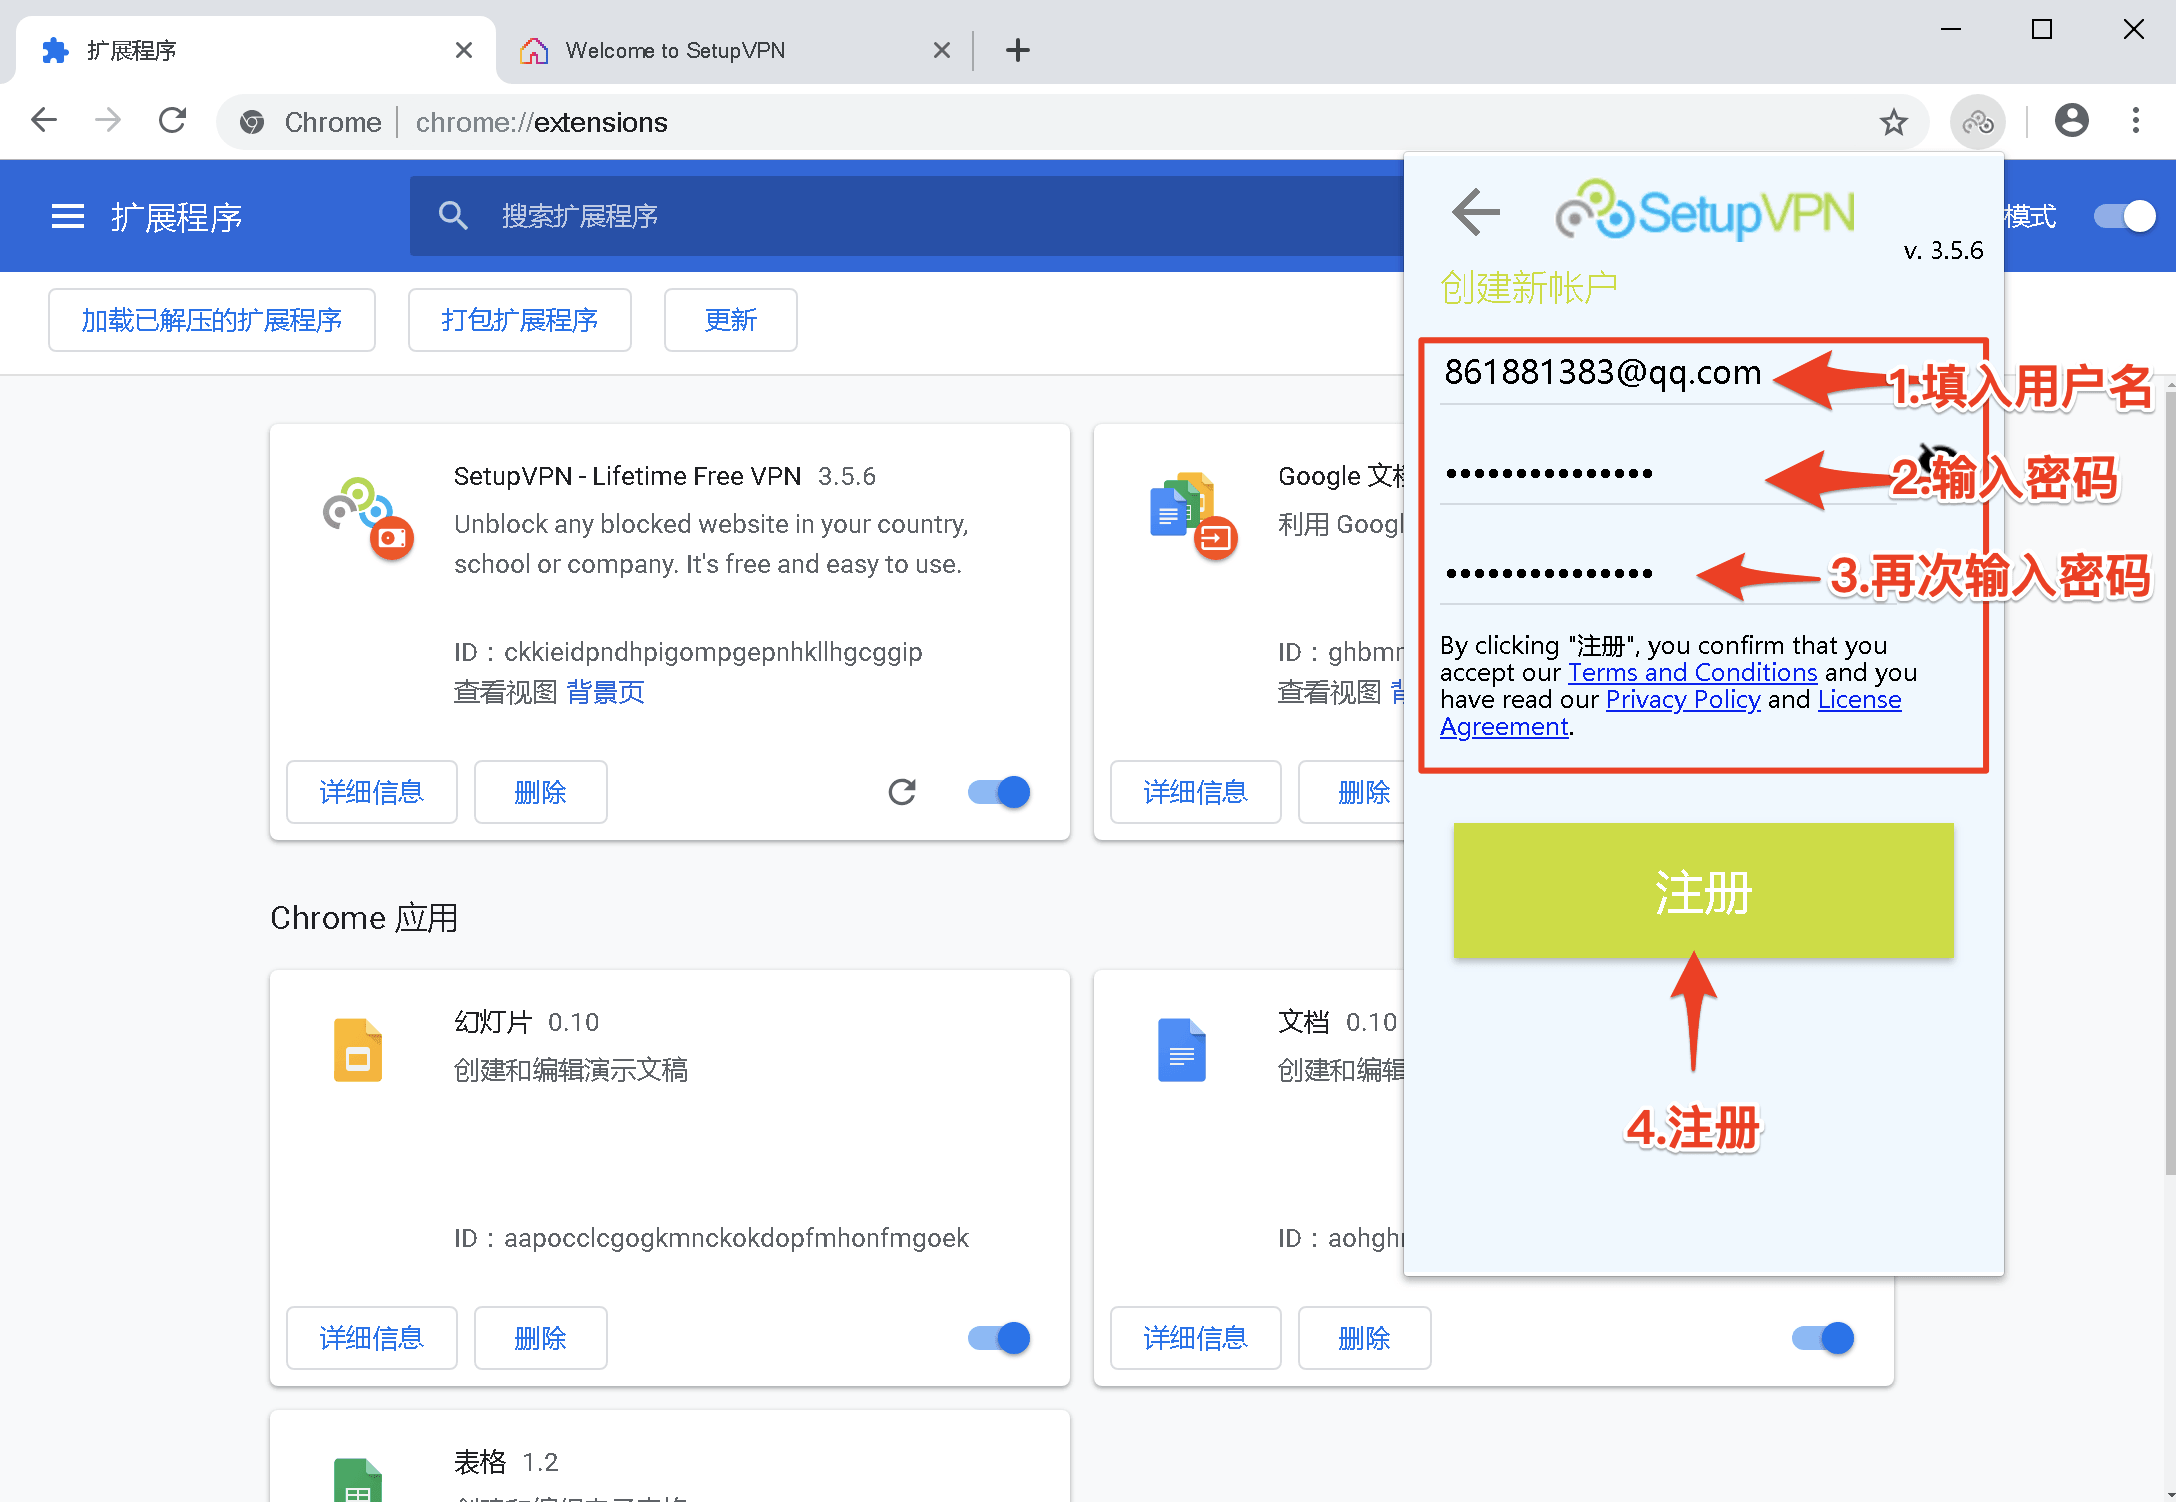 扩展程序
Welcome to SetupVPN
Chrome
chrome://extensions
扩展程序
搜索扩展程序
模式
加载已解压的扩展程序
打包扩展程序
更新
SetupVPN
v. 3.5.6
创建新帐户
861881383@qq.com
1.填入用户名
2.输入密码
3.再次输入密码
By clicking "注册", you confirm that you
accept our Terms and Conditions and you
have read our Privacy Policy and License
Agreement.
注册
4.注册
SetupVPN - Lifetime Free VPN 3.5.6
Unblock any blocked website in your country,
school or company. It's free and easy to use.
ID：ckkieidpndhpigompgepnhkllhgcggip
查看视图 背景页
详细信息
删除
Google 文
利用 Googl
ID：ghbm
查看视图
详细信息
删除
Chrome 应用
幻灯片 0.10
创建和编辑演示文稿
ID：aapocclcgogkmnckokdopfmhonfmgoek
详细信息
删除
文档 0.10
创建和编辑
ID：aohgh
详细信息
删除
表格 1.2